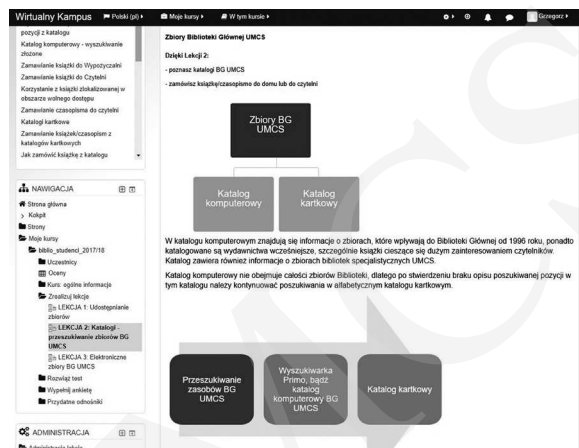 Wirtualny Kampus Polski (pl) Moje kursy W tym kursie Grzegorz
pozycji z katalogu
Katalog komputerowy - wyszukiwanie
złożone
Zamawianie książki do Wypożyczalni
Zamawianie książki do Czytelni
Korzystanie z książki zlokalizowanej w
obszarze wolnego dostępu
Zamawianie czasopisma do czytelni
Katalogi kartkowe
Zamawianie książek/czasopism z
katalogów kartkowych
Jak zamówić książkę z katalogu
NAWIGACJA
Strona główna
Kokpit
Strony
Moje kursy
biblio_studenci_2017/18
Uczestnicy
Oceny
Kurs: ogólne informacje
Zrealizuj lekcje
LEKCJA 1: Udostępnianie
zbiorów
LEKCJA 2: Katalogi -
przeszukiwanie zbiorów BG
UMCS
LEKCJA 3: Elektroniczne
zbiory BG UMCS
Rozwiąż test
Wypełnij ankietę
Przydatne odnośniki
ADMINISTRACJA
Administracja lekcją
Zbiory Biblioteki Głównej UMCS
Dzięki Lekcji 2:
- poznasz katalogi BG UMCS
- zamówisz książkę/czasopismo do domu lub do czytelni
Zbiory BG
UMCS
Katalog
komputerowy
Katalog
kartkowy
W katalogu komputerowym znajdują się informacje o zbiorach, które wpływają do Biblioteki Głównej od 1996 roku, ponadto
katalogowane są wydawnictwa wcześniejsze, szczególnie książki cieszące się dużym zainteresowaniem czytelników.
Katalog zawiera również informacje o zbiorach bibliotek specjalistycznych UMCS.
Katalog komputerowy nie obejmuje całości zbiorów Biblioteki, dlatego po stwierdzeniu braku opisu poszukiwanej pozycji w
tym katalogu należy kontynuować poszukiwania w alfabetycznym katalogu kartkowym.
Przeszukiwanie
zasobów BG
UMCS
Wyszukiwarka
Primo, bądź
katalog
komputerowy BG
UMCS
Katalog kartkowy